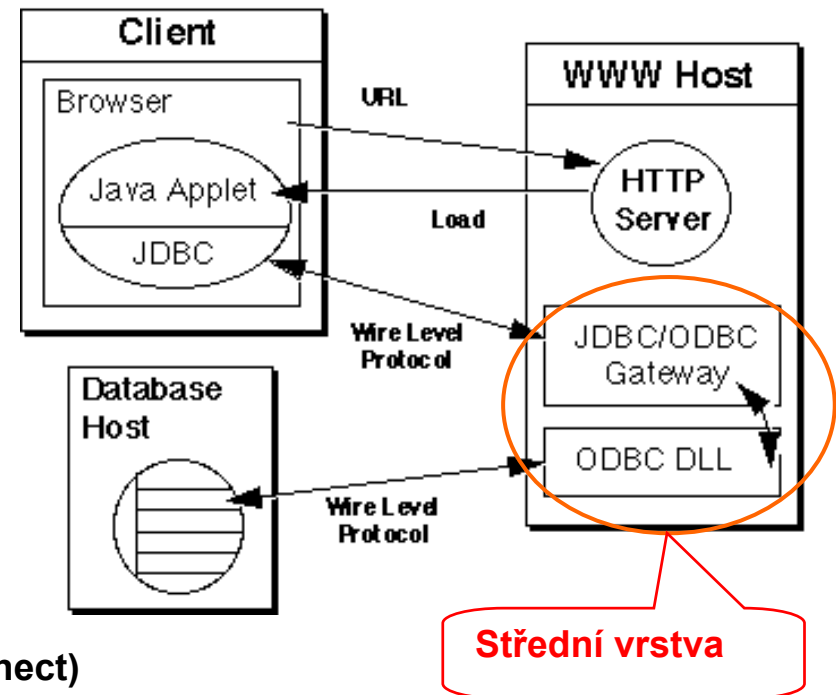 Client
Browser
Java Applet
JDBC
URL
Load
WWW Host
HTTP
Server
Wire Level
Protocol
JDBC/ODBC
Gateway
ODBC DLL
Database
Host
Wire Level
Protocol
Střední vrstva
nect)